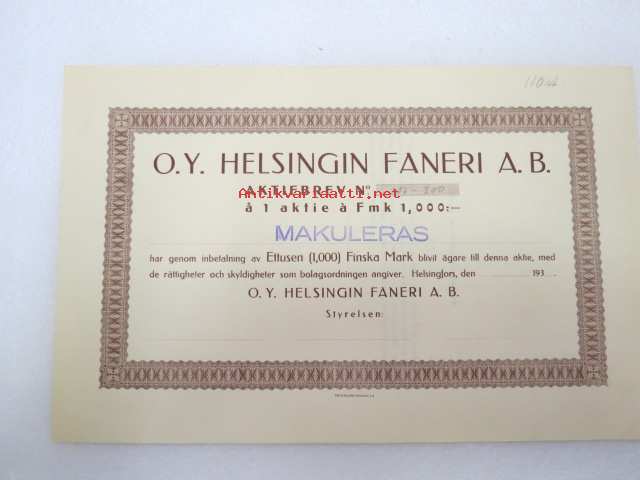 O.Y. HELSINGIN FANERI A.B.
AKTIEBREV No
Antikvariaatti.net
à 1 aktie à Fmk 1,000:—
MAKULERAS
har genom inbetalning av Ettusen (1,000) Finska Mark blivit ägare till denna aktie, med
de rättigheter och skyldigheter som bolagsordningen angiver. Helsingfors, den 193
O.Y. HELSINGIN FANERI A.B.
Styrelsen: